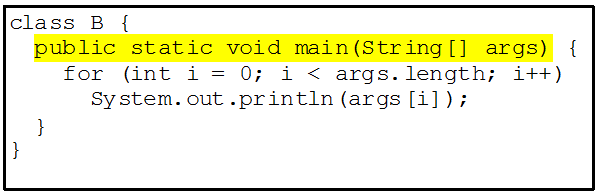 class B {
  public static void main(String[] args) {
    for (int i = 0; i < args.length; i++)
      System.out.println(args[i]);
  }
}